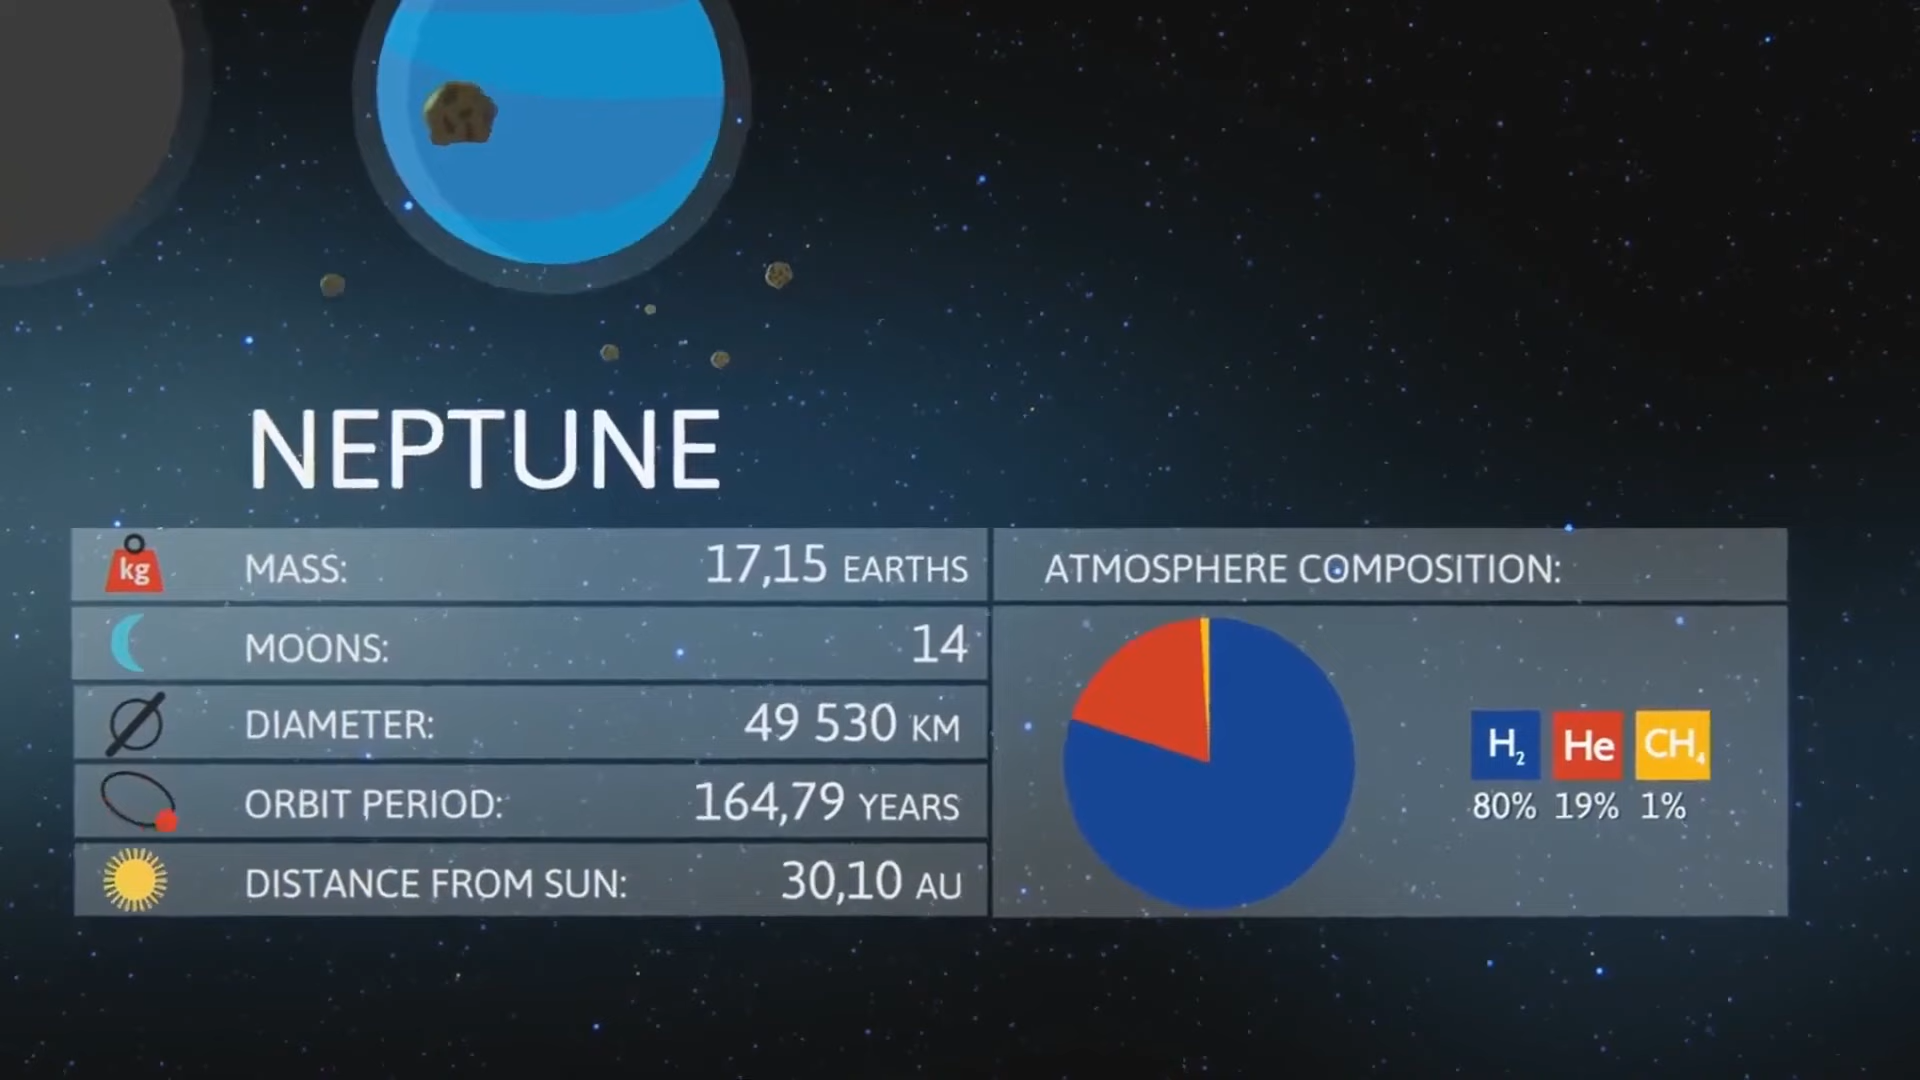 NEPTUNE
kg MASS: 17,15 EARTHS
MOONS: 14
DIAMETER: 49 530 KM
ORBIT PERIOD: 164,79 YEARS
DISTANCE FROM SUN: 30,10 AU
ATMOSPHERE COMPOSITION:
H₂ He CH₄
80% 19% 1%